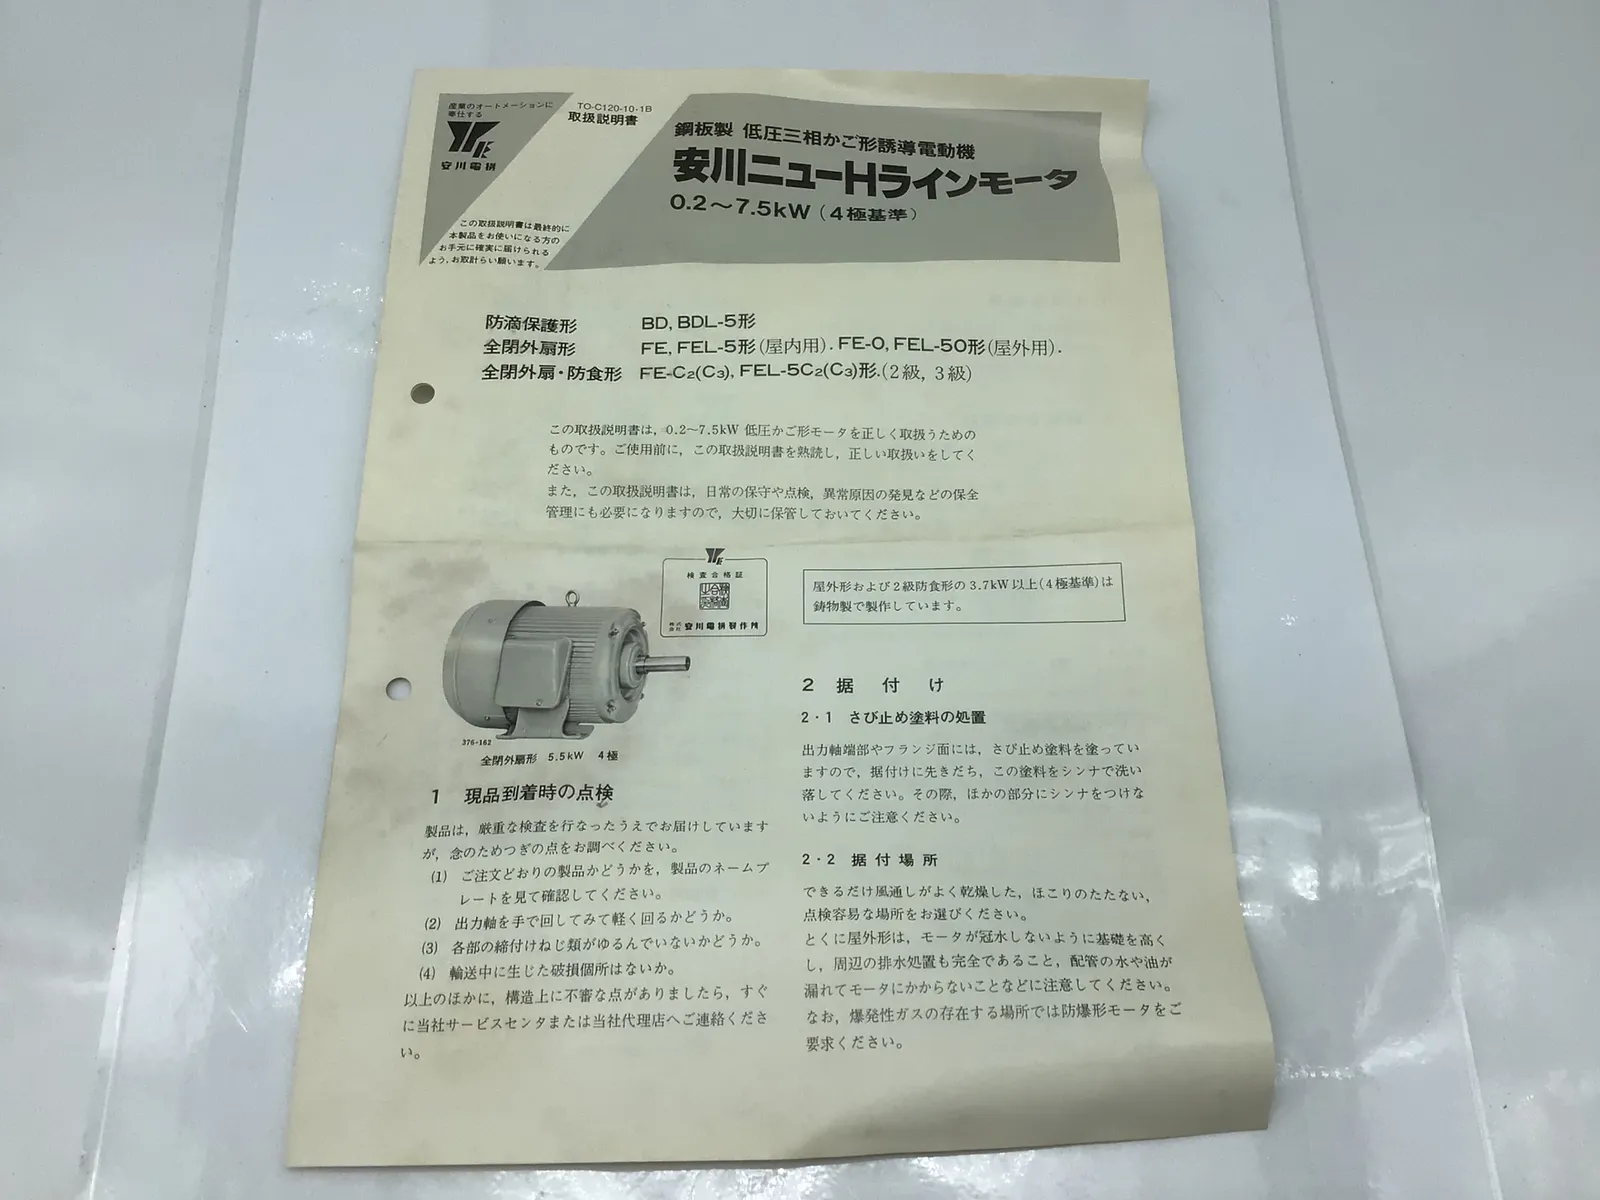 産業のオートメーションに
奉仕する
安川電機
TO-C120-10・1B
取扱説明書
この取扱説明書は最終的に
本製品をお使いになる方の
お手元に確実に届けられる
よう,お取計らい願います。
鋼板製 低圧三相かご形誘導電動機
安川ニューHラインモータ
0.2〜7.5kW(4極基準)
防滴保護形 BD, BDL-5形
全閉外扇形 FE, FEL-5形(屋内用). FE-O, FEL-5O形(屋外用).
全閉外扇・防食形 FE-C2(C3), FEL-5C2(C3)形.(2級, 3級)
この取扱説明書は, 0.2〜7.5kW 低圧かご形モータを正しく取扱うための
ものです。ご使用前に, この取扱説明書を熟読し, 正しい取扱いをしてく
ださい。
また, この取扱説明書は, 日常の保守や点検, 異常原因の発見などの保全
管理にも必要になりますので, 大切に保管しておいてください。
検査合格証
株式会社 安川電機製作所
376-162
全閉外扇形 5.5kW 4極
1 現品到着時の点検
製品は, 厳重な検査を行なったうえでお届けしています
が, 念のためつぎの点をお調べください。
(1) ご注文どおりの製品かどうかを, 製品のネームプ
レートを見て確認してください。
(2) 出力軸を手で回してみて軽く回るかどうか。
(3) 各部の締付けねじ類がゆるんでいないかどうか。
(4) 輸送中に生じた破損個所はないか。
以上のほかに, 構造上に不審な点がありましたら, すぐ
に当社サービスセンタまたは当社代理店へご連絡くださ
い。
屋外形および2級防食形の3.7kW以上(4極基準)は
鋳物製で製作しています。
2 据付け
2・1 さび止め塗料の処置
出力軸端部やフランジ面には, さび止め塗料を塗ってい
ますので, 据付けに先きだち, この塗料をシンナで洗い
落してください。その際, ほかの部分にシンナをつけな
いようにご注意ください。
2・2 据付場所
できるだけ風通しがよく乾燥した, ほこりのたたない,
点検容易な場所をお選びください。
とくに屋外形は, モータが冠水しないように基礎を高く
し, 周辺の排水処置も完全であること, 配管の水や油が
漏れてモータにかからないことなどに注意してください。
なお, 爆発性ガスの存在する場所では防爆形モータをご
要求ください。